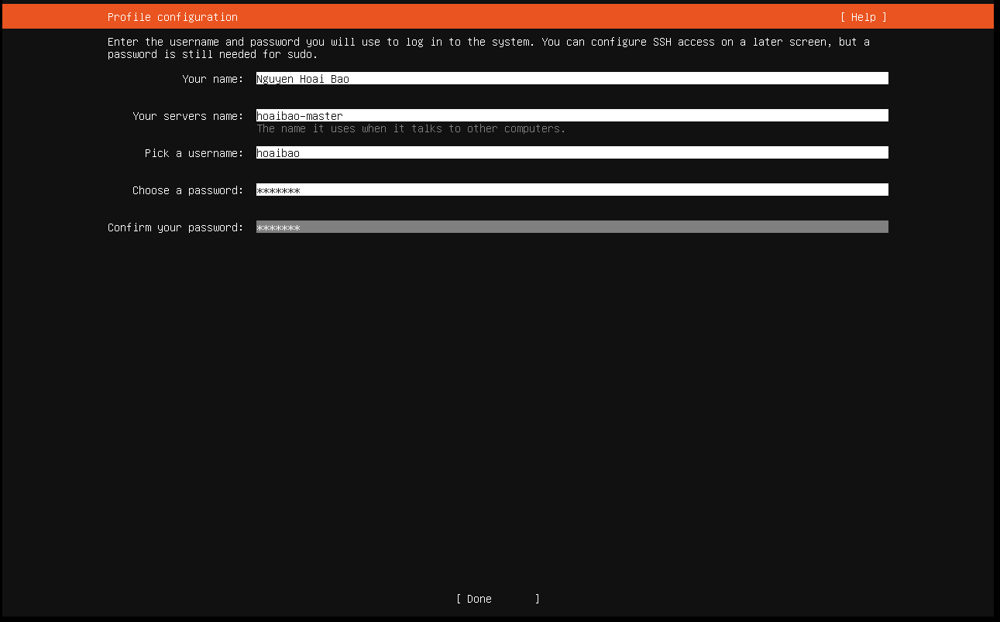 Profile configuration [ Help ]
Enter the username and password you will use to log in to the system. You can configure SSH access on a later screen, but a
password is still needed for sudo.
Your name: Nguyen Hoai Bao
Your servers name: hoaibao-master
The name it uses when it talks to other computers.
Pick a username: hoaibao
Choose a password: *******
Confirm your password: *******
[ Done ]